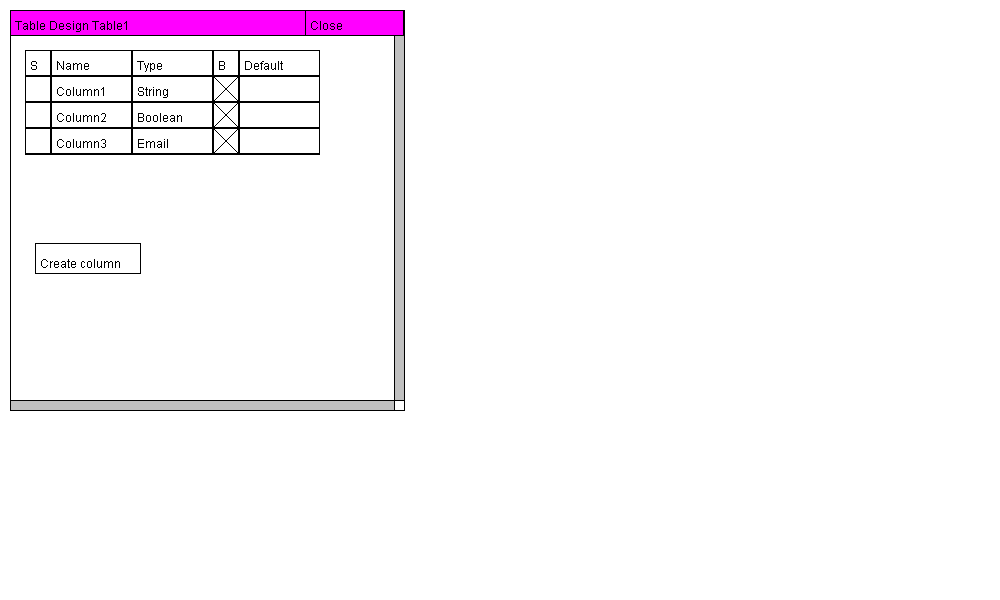 Table Design Table1 Close
S Name Type B Default
Column1 String
Column2 Boolean
Column3 Email
Create column